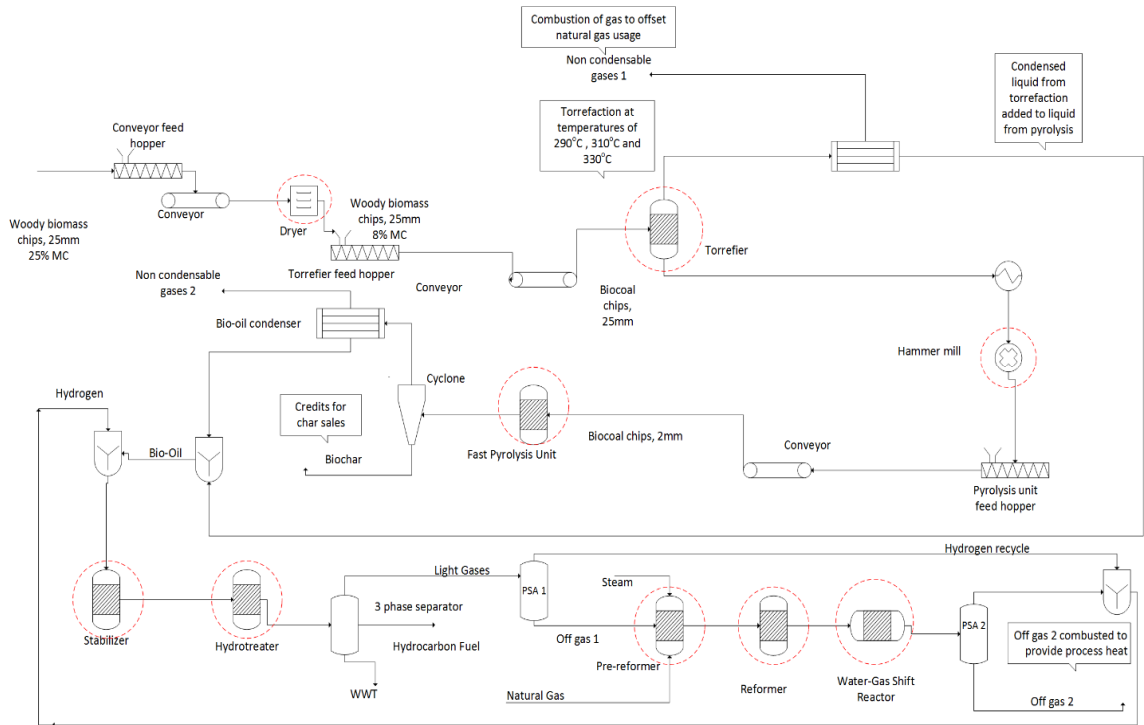 Combustion of gas to offset
natural gas usage
Non condensable
gases 1
Condensed
liquid from
torrefaction
added to liquid
from pyrolysis
Torrefaction at
temperatures of
290°C , 310°C and
330°C
Conveyor feed
hopper
Conveyor
Woody biomass
chips, 25mm
25% MC
Dryer
Woody biomass
chips, 25mm
8% MC
Torrefier feed hopper
Conveyor
Torrefier
Biocoal
chips,
25mm
Non condensable
gases 2
Bio-oil condenser
Hammer mill
Cyclone
Hydrogen
Credits for
char sales
Biochar
Fast Pyrolysis Unit
Biocoal chips, 2mm
Conveyor
Pyrolysis unit
feed hopper
Bio-Oil
Hydrogen recycle
Light Gases
PSA 1
Steam
3 phase separator
Hydrocarbon Fuel
Off gas 1
PSA 2
Stabilizer
Hydrotreater
Pre-reformer
Reformer
Water-Gas Shift
Reactor
Off gas 2 combusted to
provide process heat
WWT
Natural Gas
Off gas 2